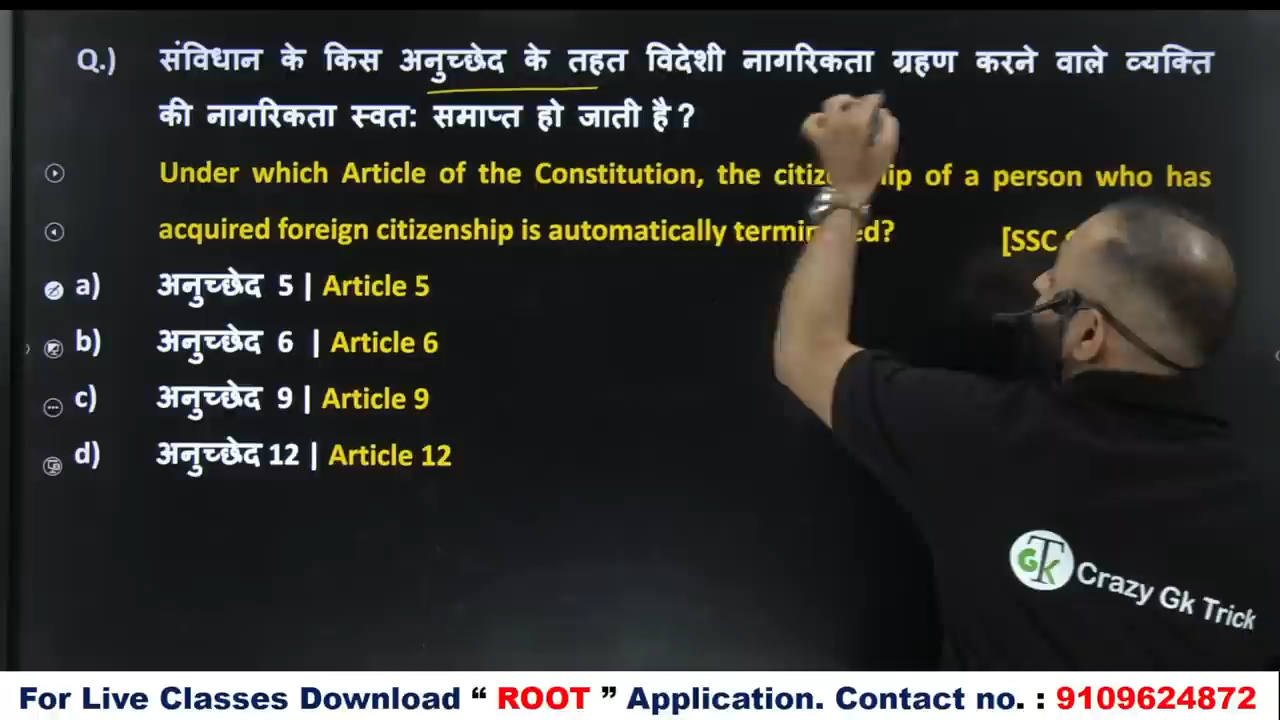 Q.) संविधान के किस अनुच्छेद के तहत विदेशी नागरिकता ग्रहण करने वाले व्यक्ति
की नागरिकता स्वत: समाप्त हो जाती है ?
Under which Article of the Constitution, the of a person who has
acquired foreign citizenship is automatically
[SSC
a) अनुच्छेद 5 | Article 5
b) अनुच्छेद 6 | Article 6
c) अनुच्छेद 9 | Article 9
d) अनुच्छेद 12 | Article 12
GTK Crazy Gk Trick
For Live Classes Download “ ROOT ” Application. Contact no. : 9109624872